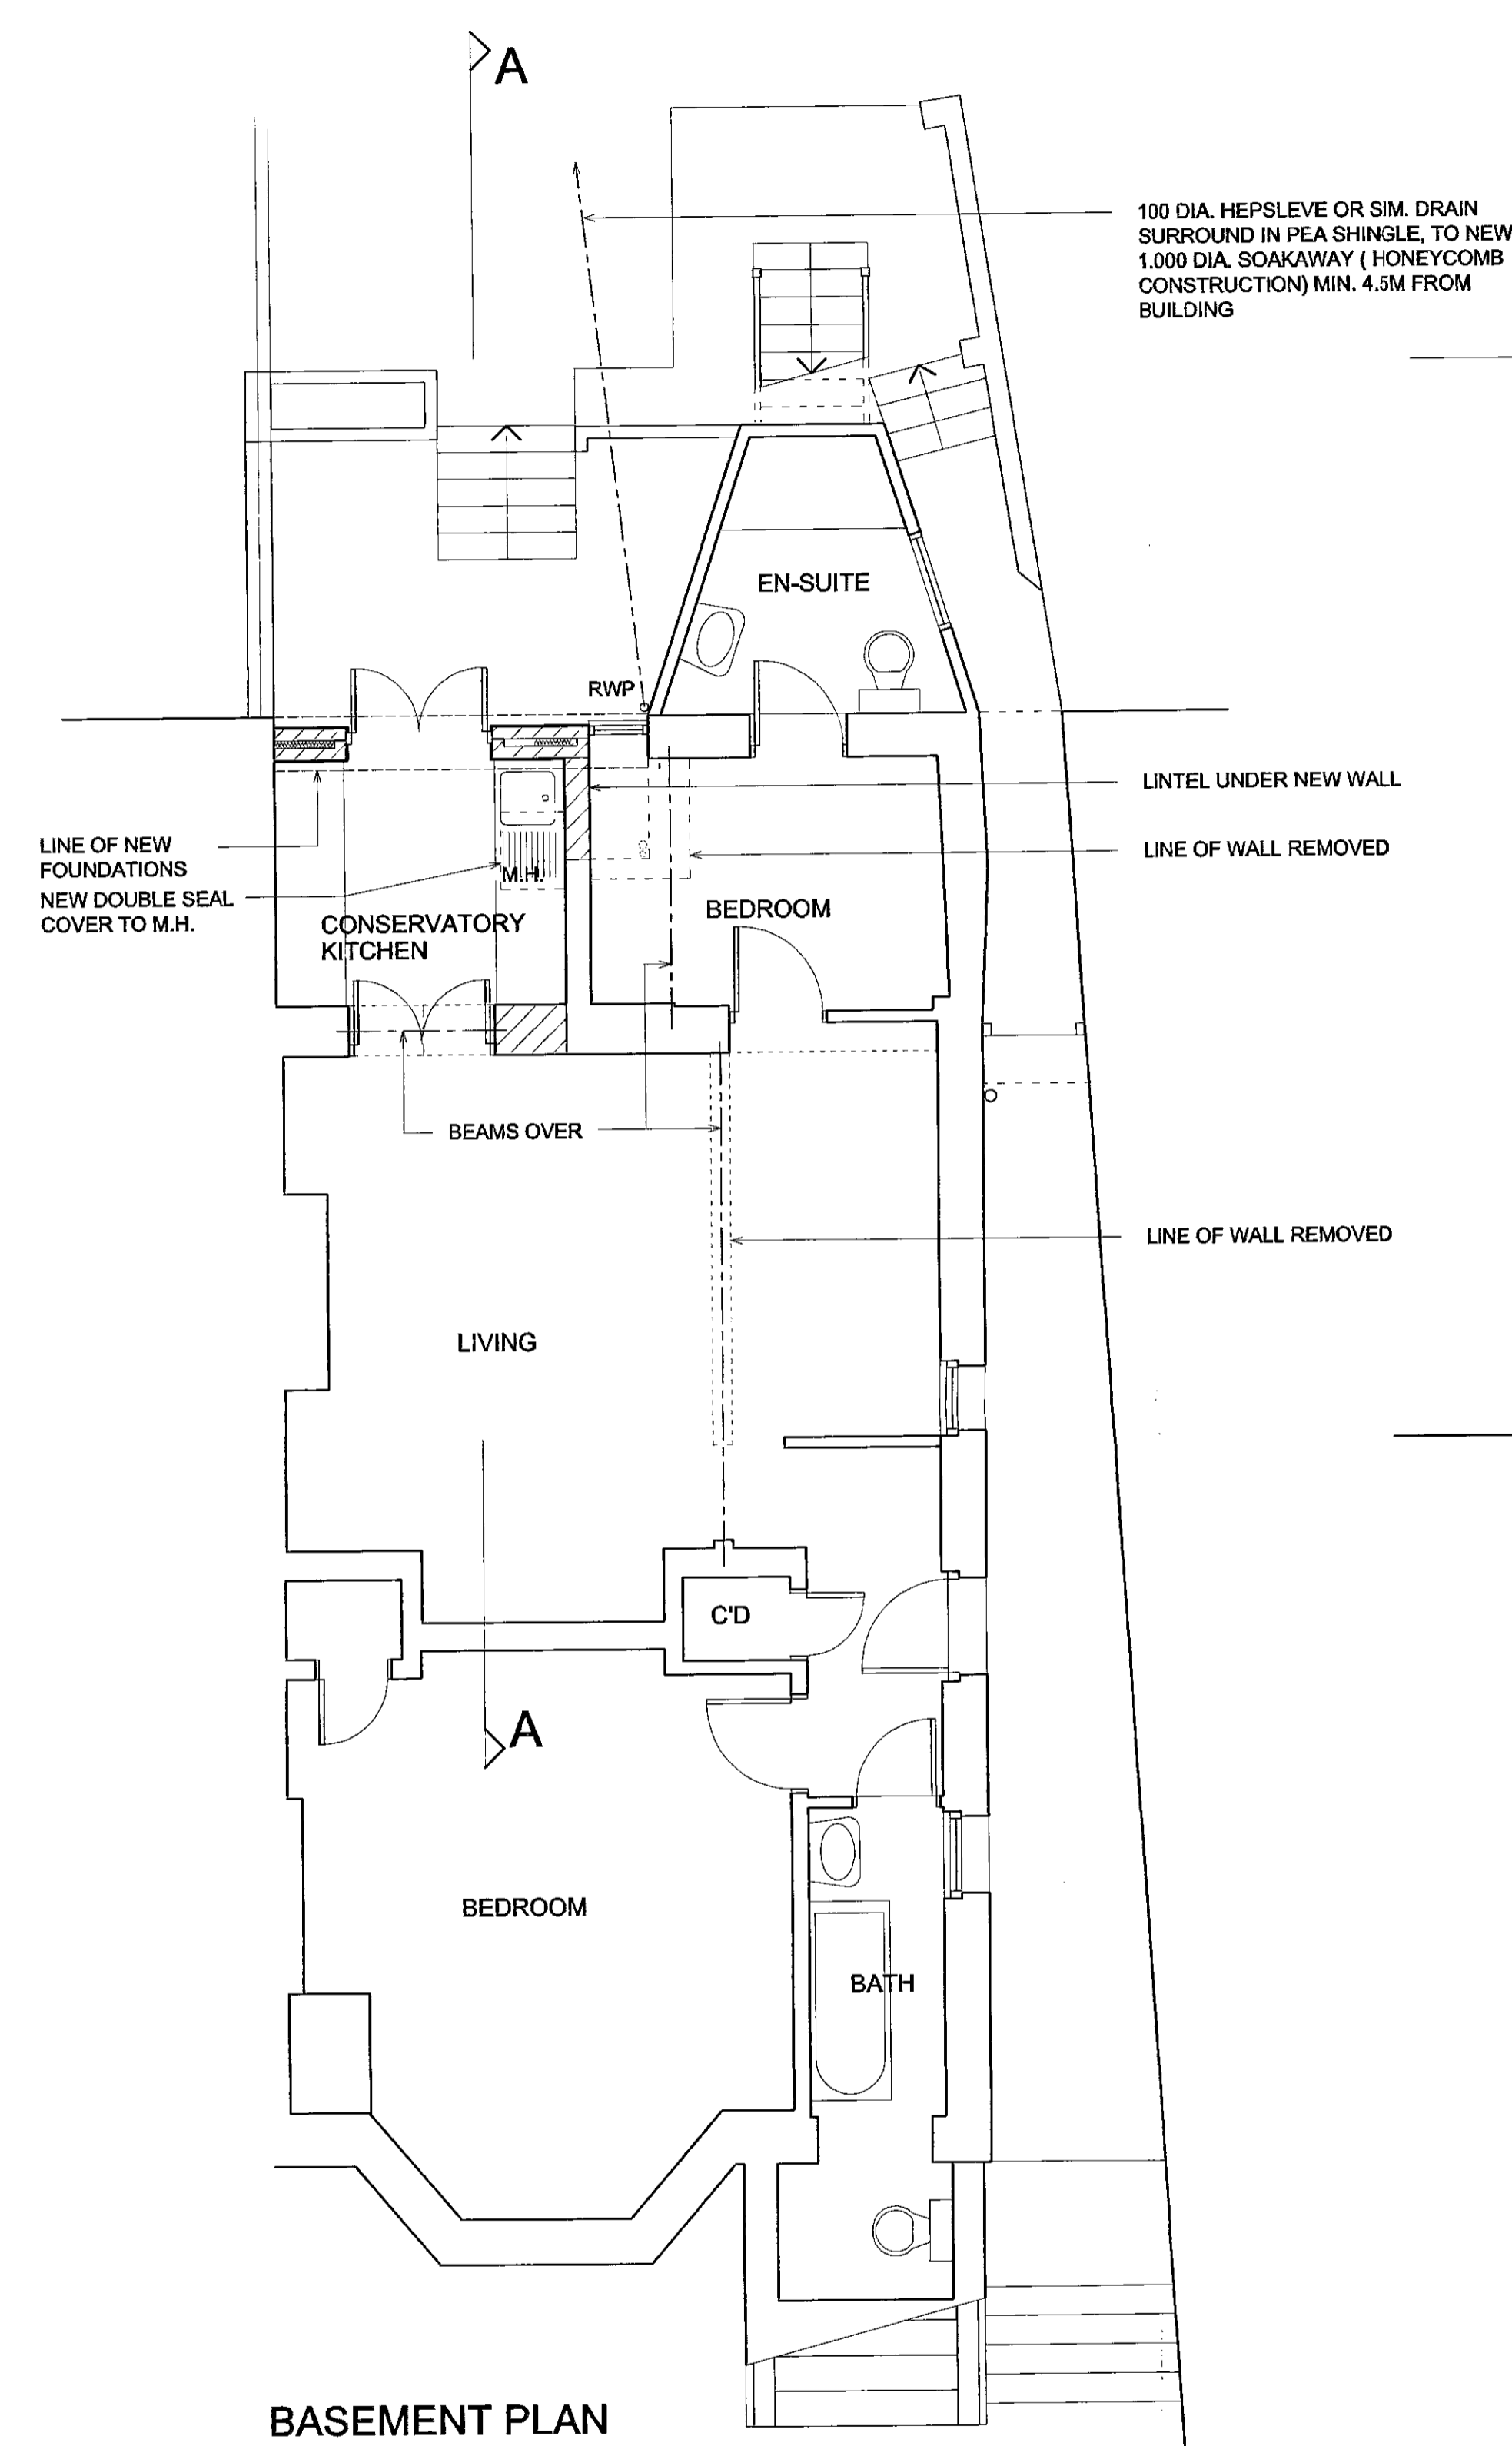 A
100 DIA. HEPSLEVE OR SIM. DRAIN
SURROUND IN PEA SHINGLE, TO NEW
1.000 DIA. SOAKAWAY ( HONEYCOMB
CONSTRUCTION) MIN. 4.5M FROM
BUILDING
EN-SUITE
RWP
LINTEL UNDER NEW WALL
LINE OF NEW
FOUNDATIONS
LINE OF WALL REMOVED
NEW DOUBLE SEAL
COVER TO M.H.
M.H.
CONSERVATORY
KITCHEN
BEDROOM
BEAMS OVER
LINE OF WALL REMOVED
LIVING
C'D
A
BEDROOM
BATH
BASEMENT PLAN